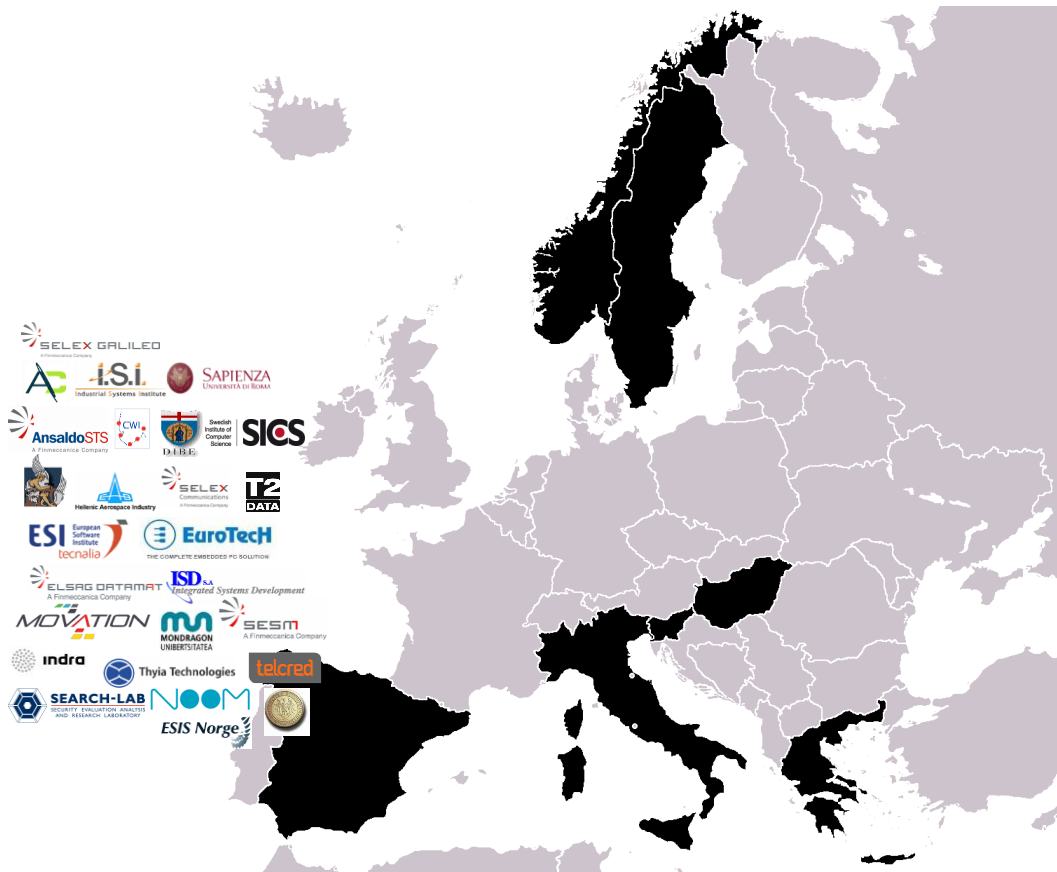 SELEX GALILEO
A Finmeccanica Company
AC
I.S.I.
Industrial Systems Institute
SAPIENZA
UNIVERSITÀ DI ROMA
AnsaldoSTS
A Finmeccanica Company
CWI
DIBE
Swedish
Institute of
Computer
Science
SICS
Hellenic Aerospace Industry
SELEX
Communications
A Finmeccanica Company
T2
DATA
ESI
European
Software
Institute
tecnalia
EUROTECH
THE COMPLETE EMBEDDED PC SOLUTION
ELSAG DATAMAT
A Finmeccanica Company
ISD S.A
Integrated Systems Development
MOVATION
MONDRAGON
UNIBERTSITATEA
SESM
A Finmeccanica Company
indra
Thyia Technologies
telcred
SEARCH-LAB
SECURITY EVALUATION ANALYSIS
AND RESEARCH LABORATORY
NOOM
ESIS Norge